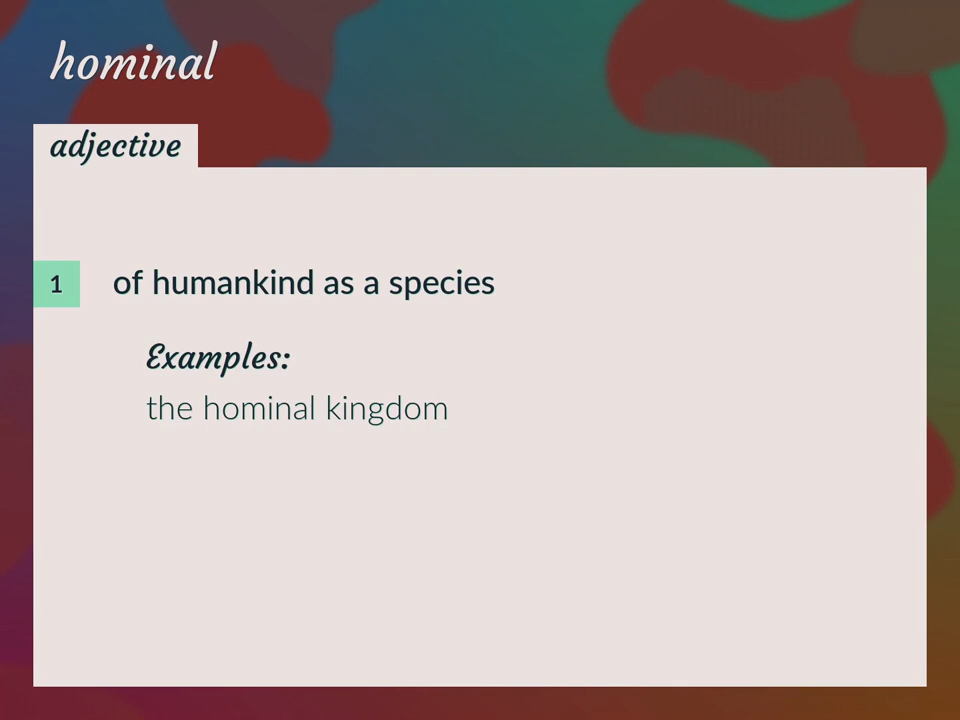 hominal
adjective
1 of humankind as a species
Examples:
the hominal kingdom